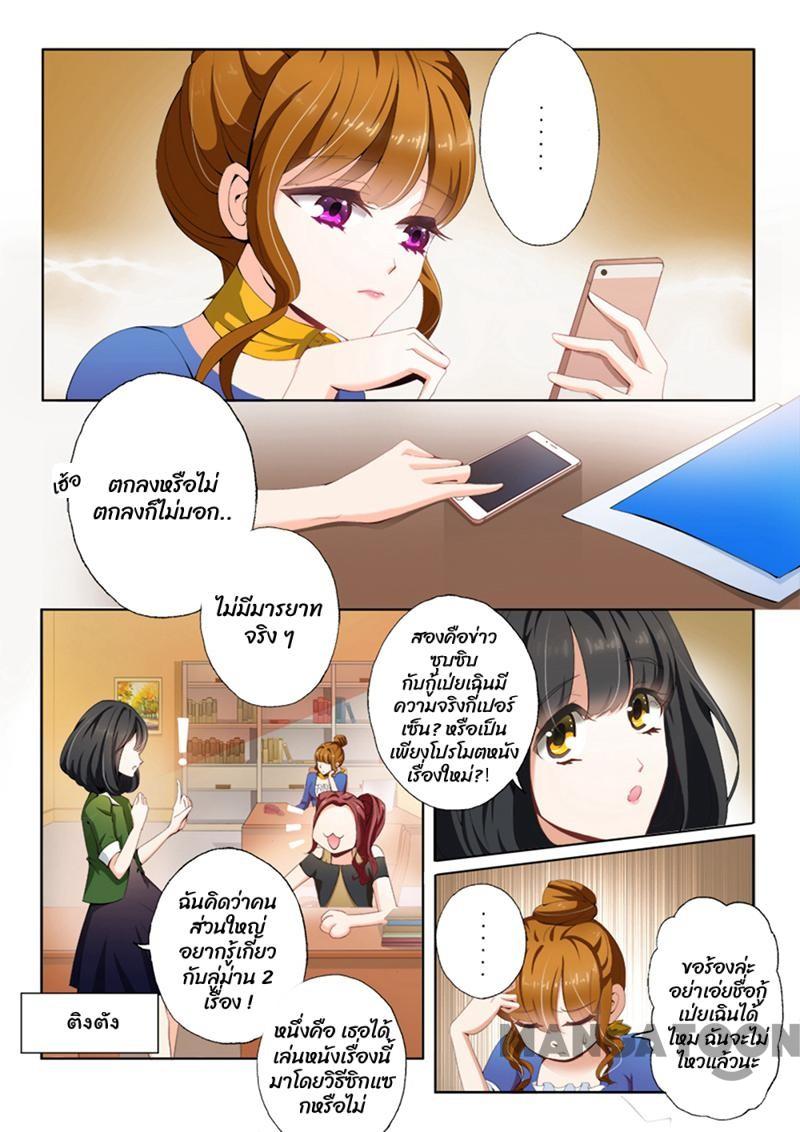 . . . . . .
เฮ้อ
ตกลงหรือไม่
ตกลงก็ไม่บอก..
ไม่มีมารยาท
จริง ๆ
ติงตัง
ฉันคิดว่าคน
ส่วนใหญ่
อยากรู้เกี่ยว
กับลู่ม่าน 2
เรื่อง !
หนึ่งคือ เธอได้
เล่นหนังเรื่องนี้
มาโดยวิธีซิกแซ
กหรือไม่
สองคือข่าว
ซุบซิบ
กับกู้เป่ยเฉินมี
ความจริงกี่เปอร์
เซ็น? หรือเป็น
เพียงโปรโมตหนัง
เรื่องใหม่?!
. . . . . .
ขอร้องล่ะ
อย่าเอ่ยชื่อกู้
เป่ยเฉินได้
ไหม ฉันจะไม่
ไหวแล้วนะ
MANGATOON